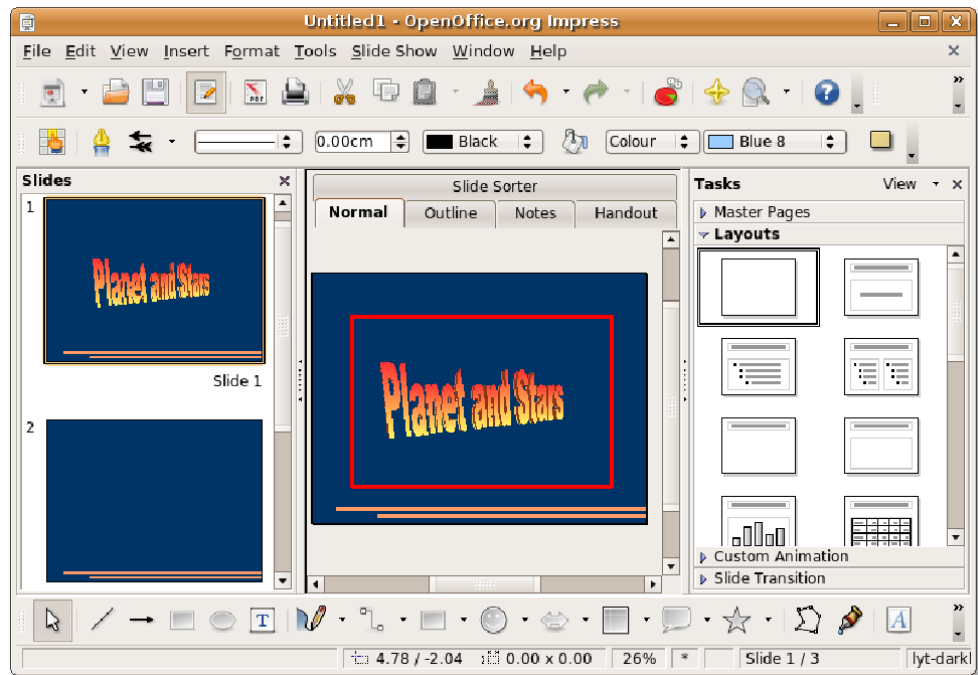 Untitled1 - OpenOffice.org Impress
File Edit View Insert Format Tools Slide Show Window Help
PDF
0.00cm Black Colour Blue 8
Slides
Slide Sorter
Tasks View
Normal Outline Notes Handout
Master Pages
Layouts
1
Planet and Stars
Slide 1
2
Planet and Stars
Custom Animation
Slide Transition
T
A
4.78 / -2.04 0.00 x 0.00 26% * Slide 1 / 3 lyt-darkl